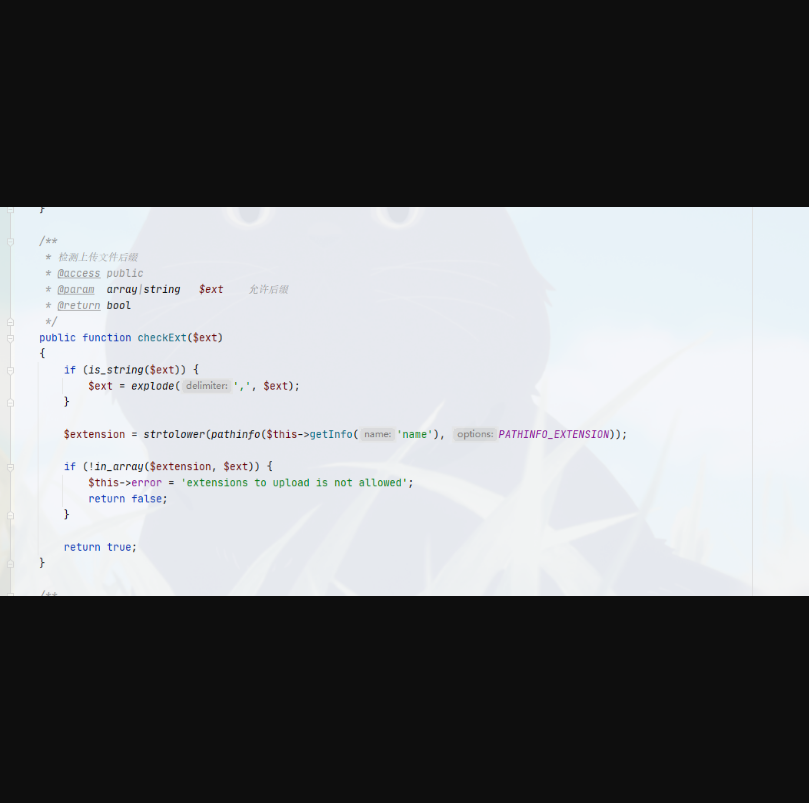 }
/**
* 检测上传文件后缀
* @access public
* @param array|string $ext 允许后缀
* @return bool
*/
public function checkExt($ext)
{
if (is_string($ext)) {
$ext = explode( delimiter: ',', $ext);
}
$extension = strtolower(pathinfo($this->getInfo( name: 'name'), options: PATHINFO_EXTENSION));
if (!in_array($extension, $ext)) {
$this->error = 'extensions to upload is not allowed';
return false;
}
return true;
}
/**